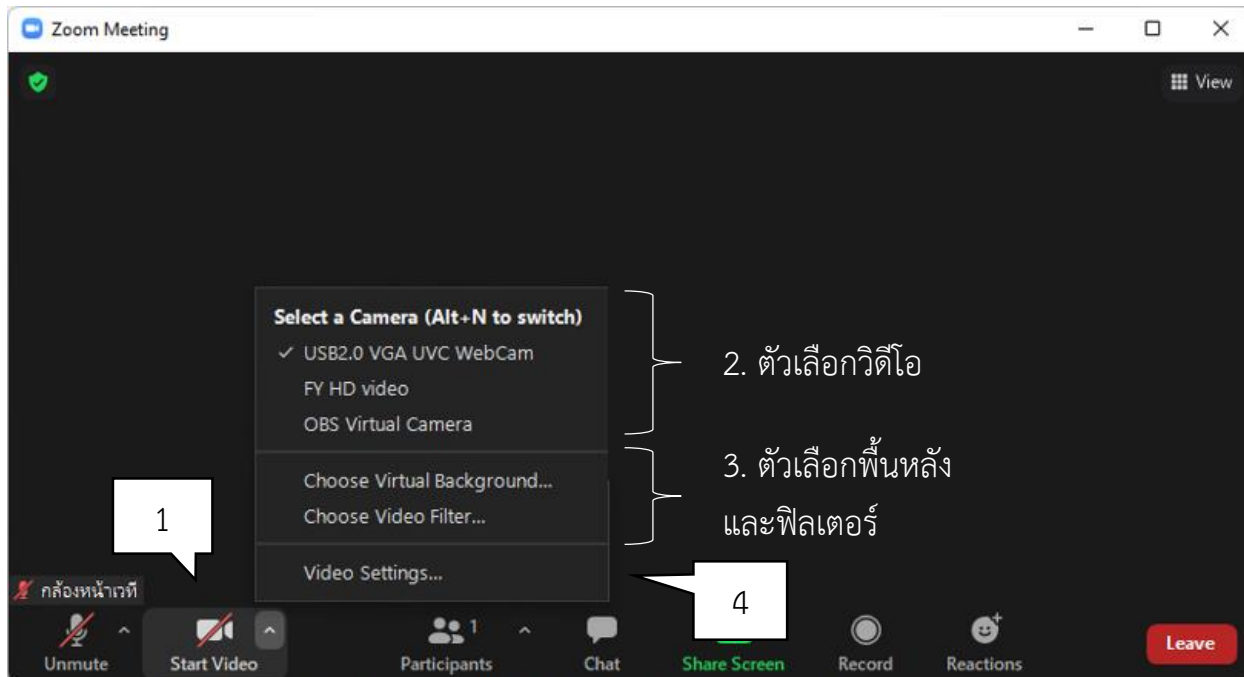 Zoom Meeting
View
Select a Camera (Alt+N to switch)
USB2.0 VGA UVC WebCam
FY HD video
OBS Virtual Camera
2. ตัวเลือกวิดีโอ
Choose Virtual Background...
Choose Video Filter...
3. ตัวเลือกพื้นหลัง
และฟิลเตอร์
1
Video Settings...
4
กล้องหน้าเวที
Unmute
Start Video
1
Participants
Chat
Share Screen
Record
Reactions
Leave